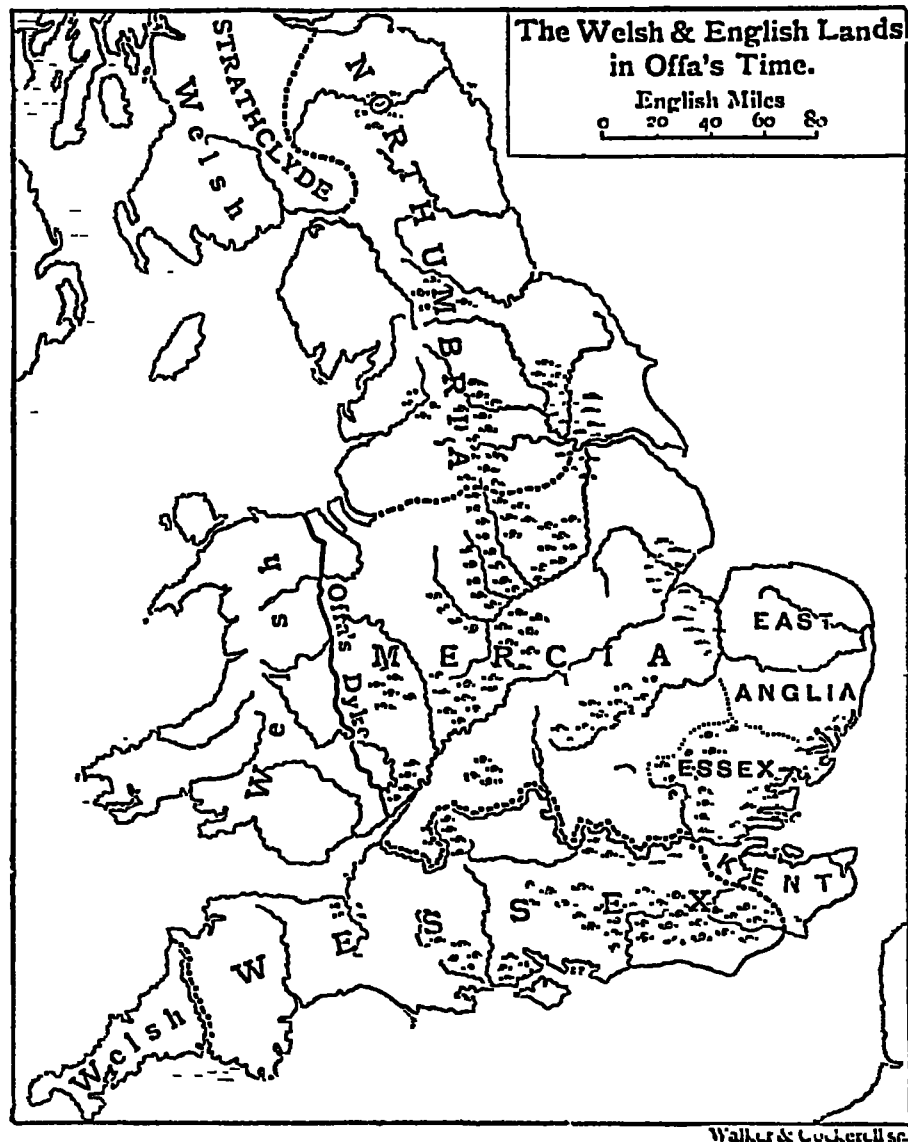 The Welsh & English Lands
in Offa's Time.
English Miles
0 20 40 60 80
STRATHCLYDE
Welsh
NORTHUMBRIA
Offa's Dyke
Welsh
MERCIA
EAST
ANGLIA
ESSEX
KENT
WESSEX
Welsh
Walker & Cockerell sc.